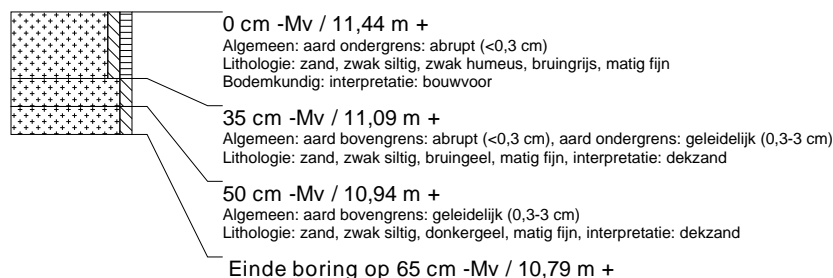 0 cm -Mv / 11,44 m +
Algemeen: aard ondergrens: abrupt (<0,3 cm)
Lithologie: zand, zwak siltig, zwak humeus, bruingrijs, matig fijn
Bodemkundig: interpretatie: bouwvoor
35 cm -Mv / 11,09 m +
Algemeen: aard bovengrens: abrupt (<0,3 cm), aard ondergrens: geleidelijk (0,3-3 cm)
Lithologie: zand, zwak siltig, bruingeel, matig fijn, interpretatie: dekzand
50 cm -Mv / 10,94 m +
Algemeen: aard bovengrens: geleidelijk (0,3-3 cm)
Lithologie: zand, zwak siltig, donkergeel, matig fijn, interpretatie: dekzand
Einde boring op 65 cm -Mv / 10,79 m +